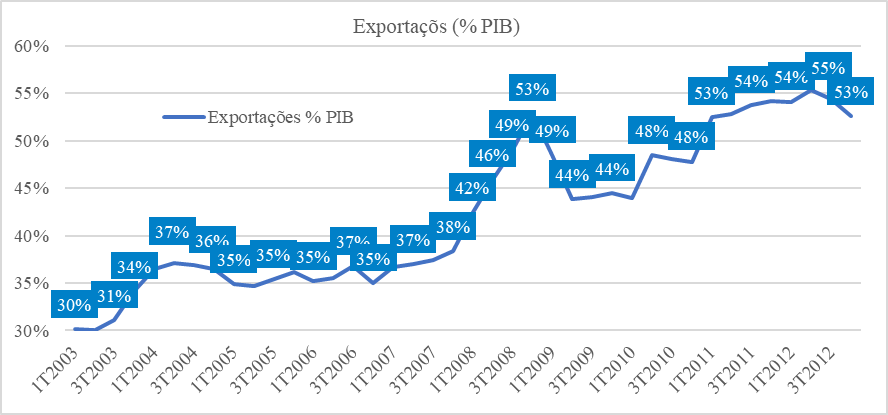 Exportaçõs (% PIB)
60%
55%
50%
45%
40%
35%
30%
Exportações % PIB
30%
31%
34%
37%
36%
35%
35%
35%
37%
35%
37%
38%
42%
46%
49%
53%
49%
44%
44%
48%
48%
53%
54%
54%
55%
53%
1T2003
3T2003
1T2004
3T2004
1T2005
3T2005
1T2006
3T2006
1T2007
3T2007
1T2008
3T2008
1T2009
3T2009
1T2010
3T2010
1T2011
3T2011
1T2012
3T2012